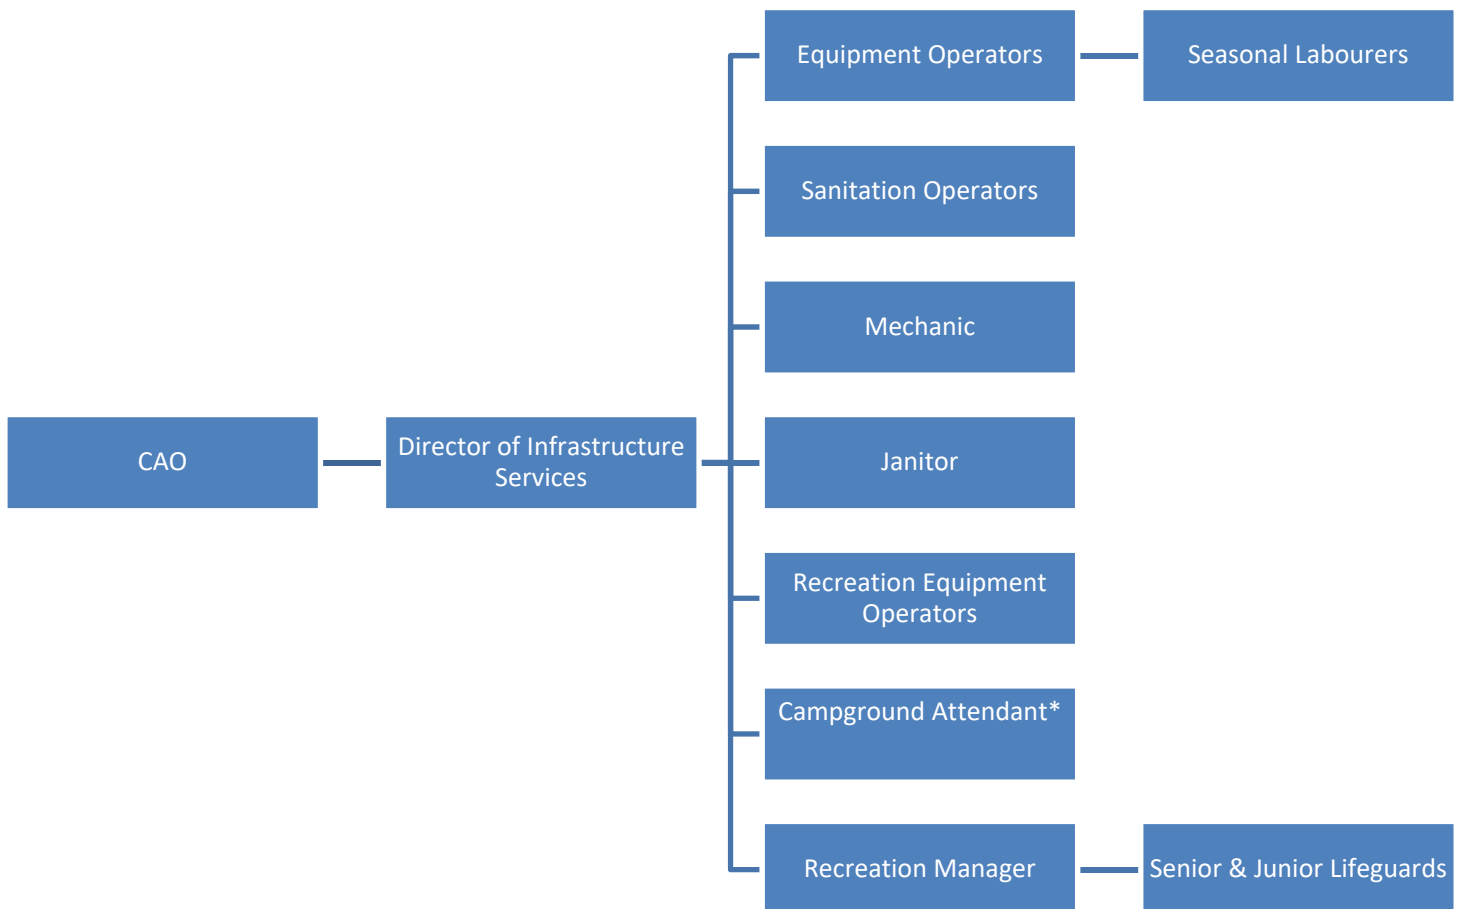 Equipment Operators
Seasonal Labourers
Sanitation Operators
Mechanic
CAO
Director of Infrastructure
Services
Janitor
Recreation Equipment
Operators
Campground Attendant*
Recreation Manager
Senior & Junior Lifeguards